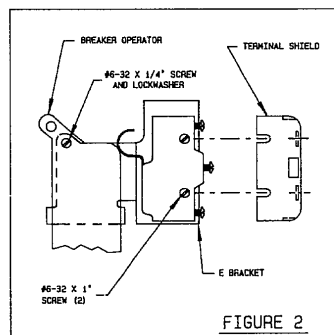 BREAKER OPERATOR
TERMINAL SHIELD
#6-32 X 1/4" SCREW
AND LOCKWASHER
#6-32 X 1"
SCREW (2)
E BRACKET
FIGURE 2